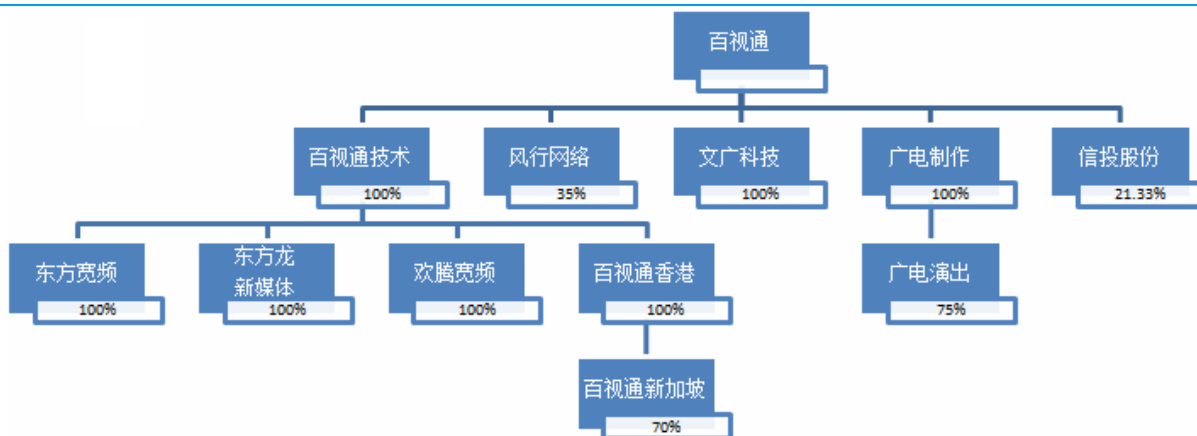 百视通
百视通技术
100%
风行网络
35%
文广科技
100%
广电制作
100%
信投股份
21.33%
东方宽频
100%
东方龙
新媒体
100%
欢腾宽频
100%
百视通香港
100%
广电演出
75%
百视通新加坡
70%